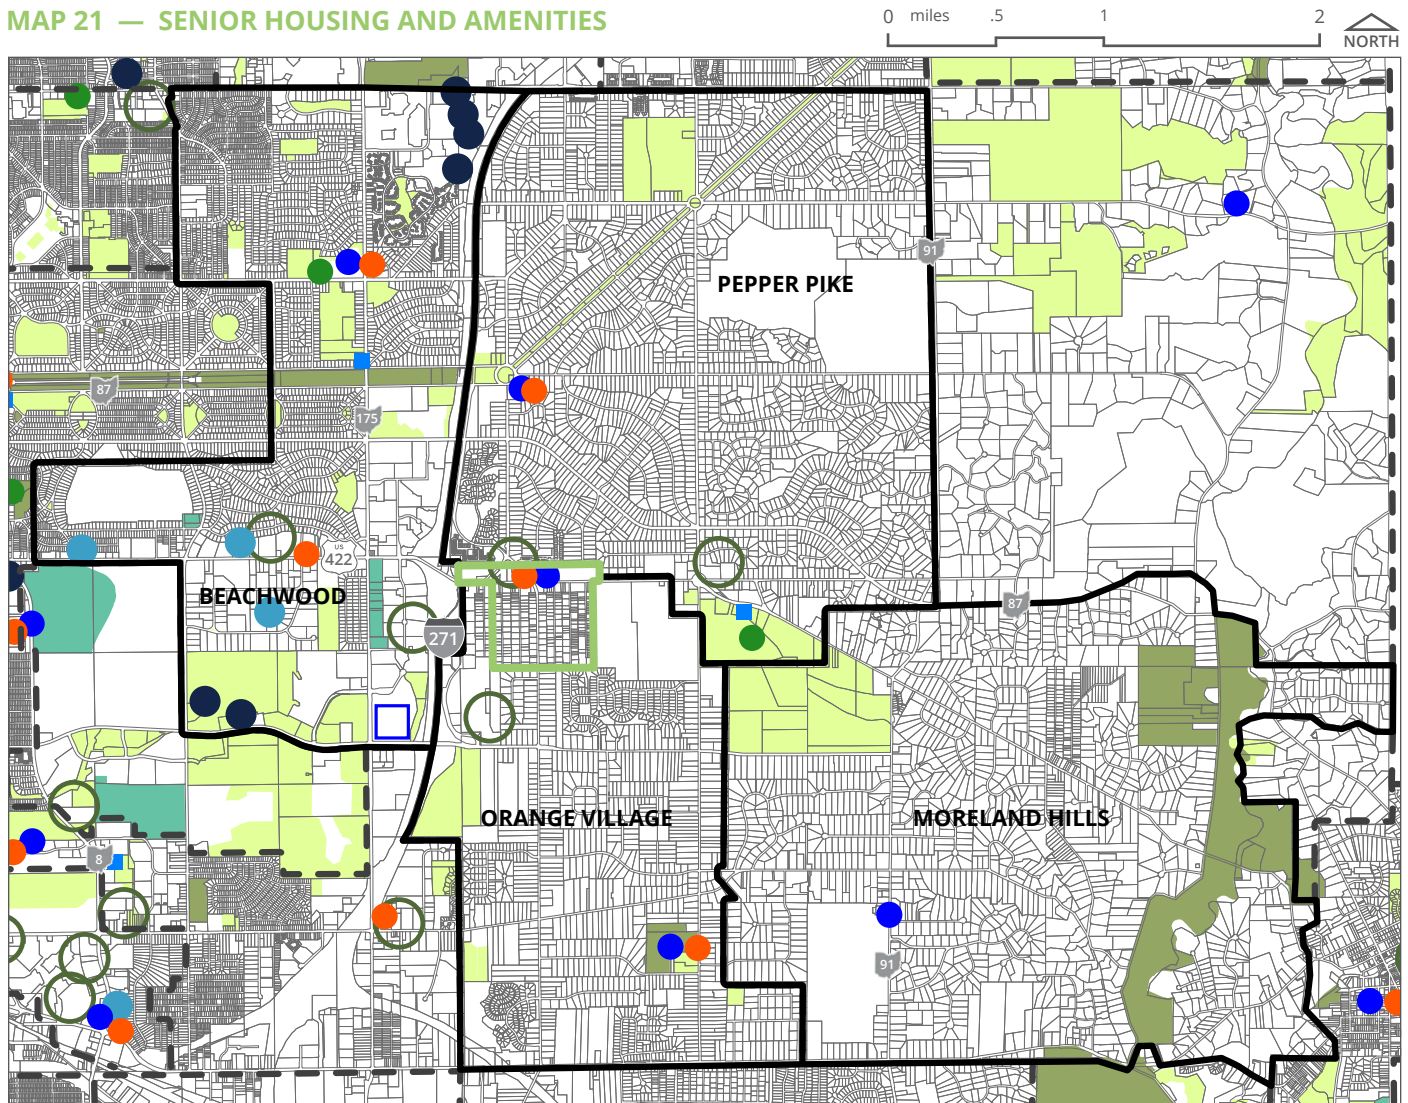 MAP 21 — SENIOR HOUSING AND AMENITIES
0 miles .5 1 2
NORTH
91
PEPPER PIKE
87
175
US
422
BEACHWOOD
87
271
ORANGE VILLAGE
MORELAND HILLS
8
91